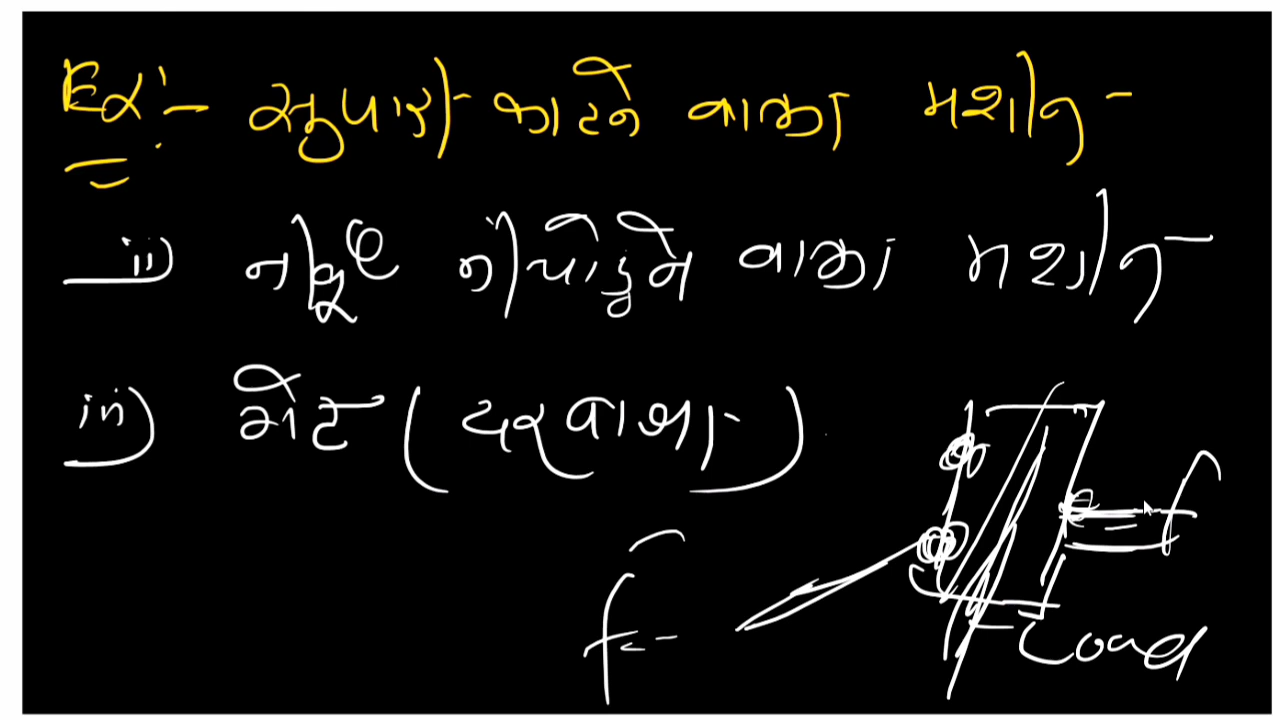 Ex:- सुपारी काटने वाला मशीन
ii) नींबू निचोड़ने वाला मशीन
iii) गेट (दरवाजा)
f
f
Load